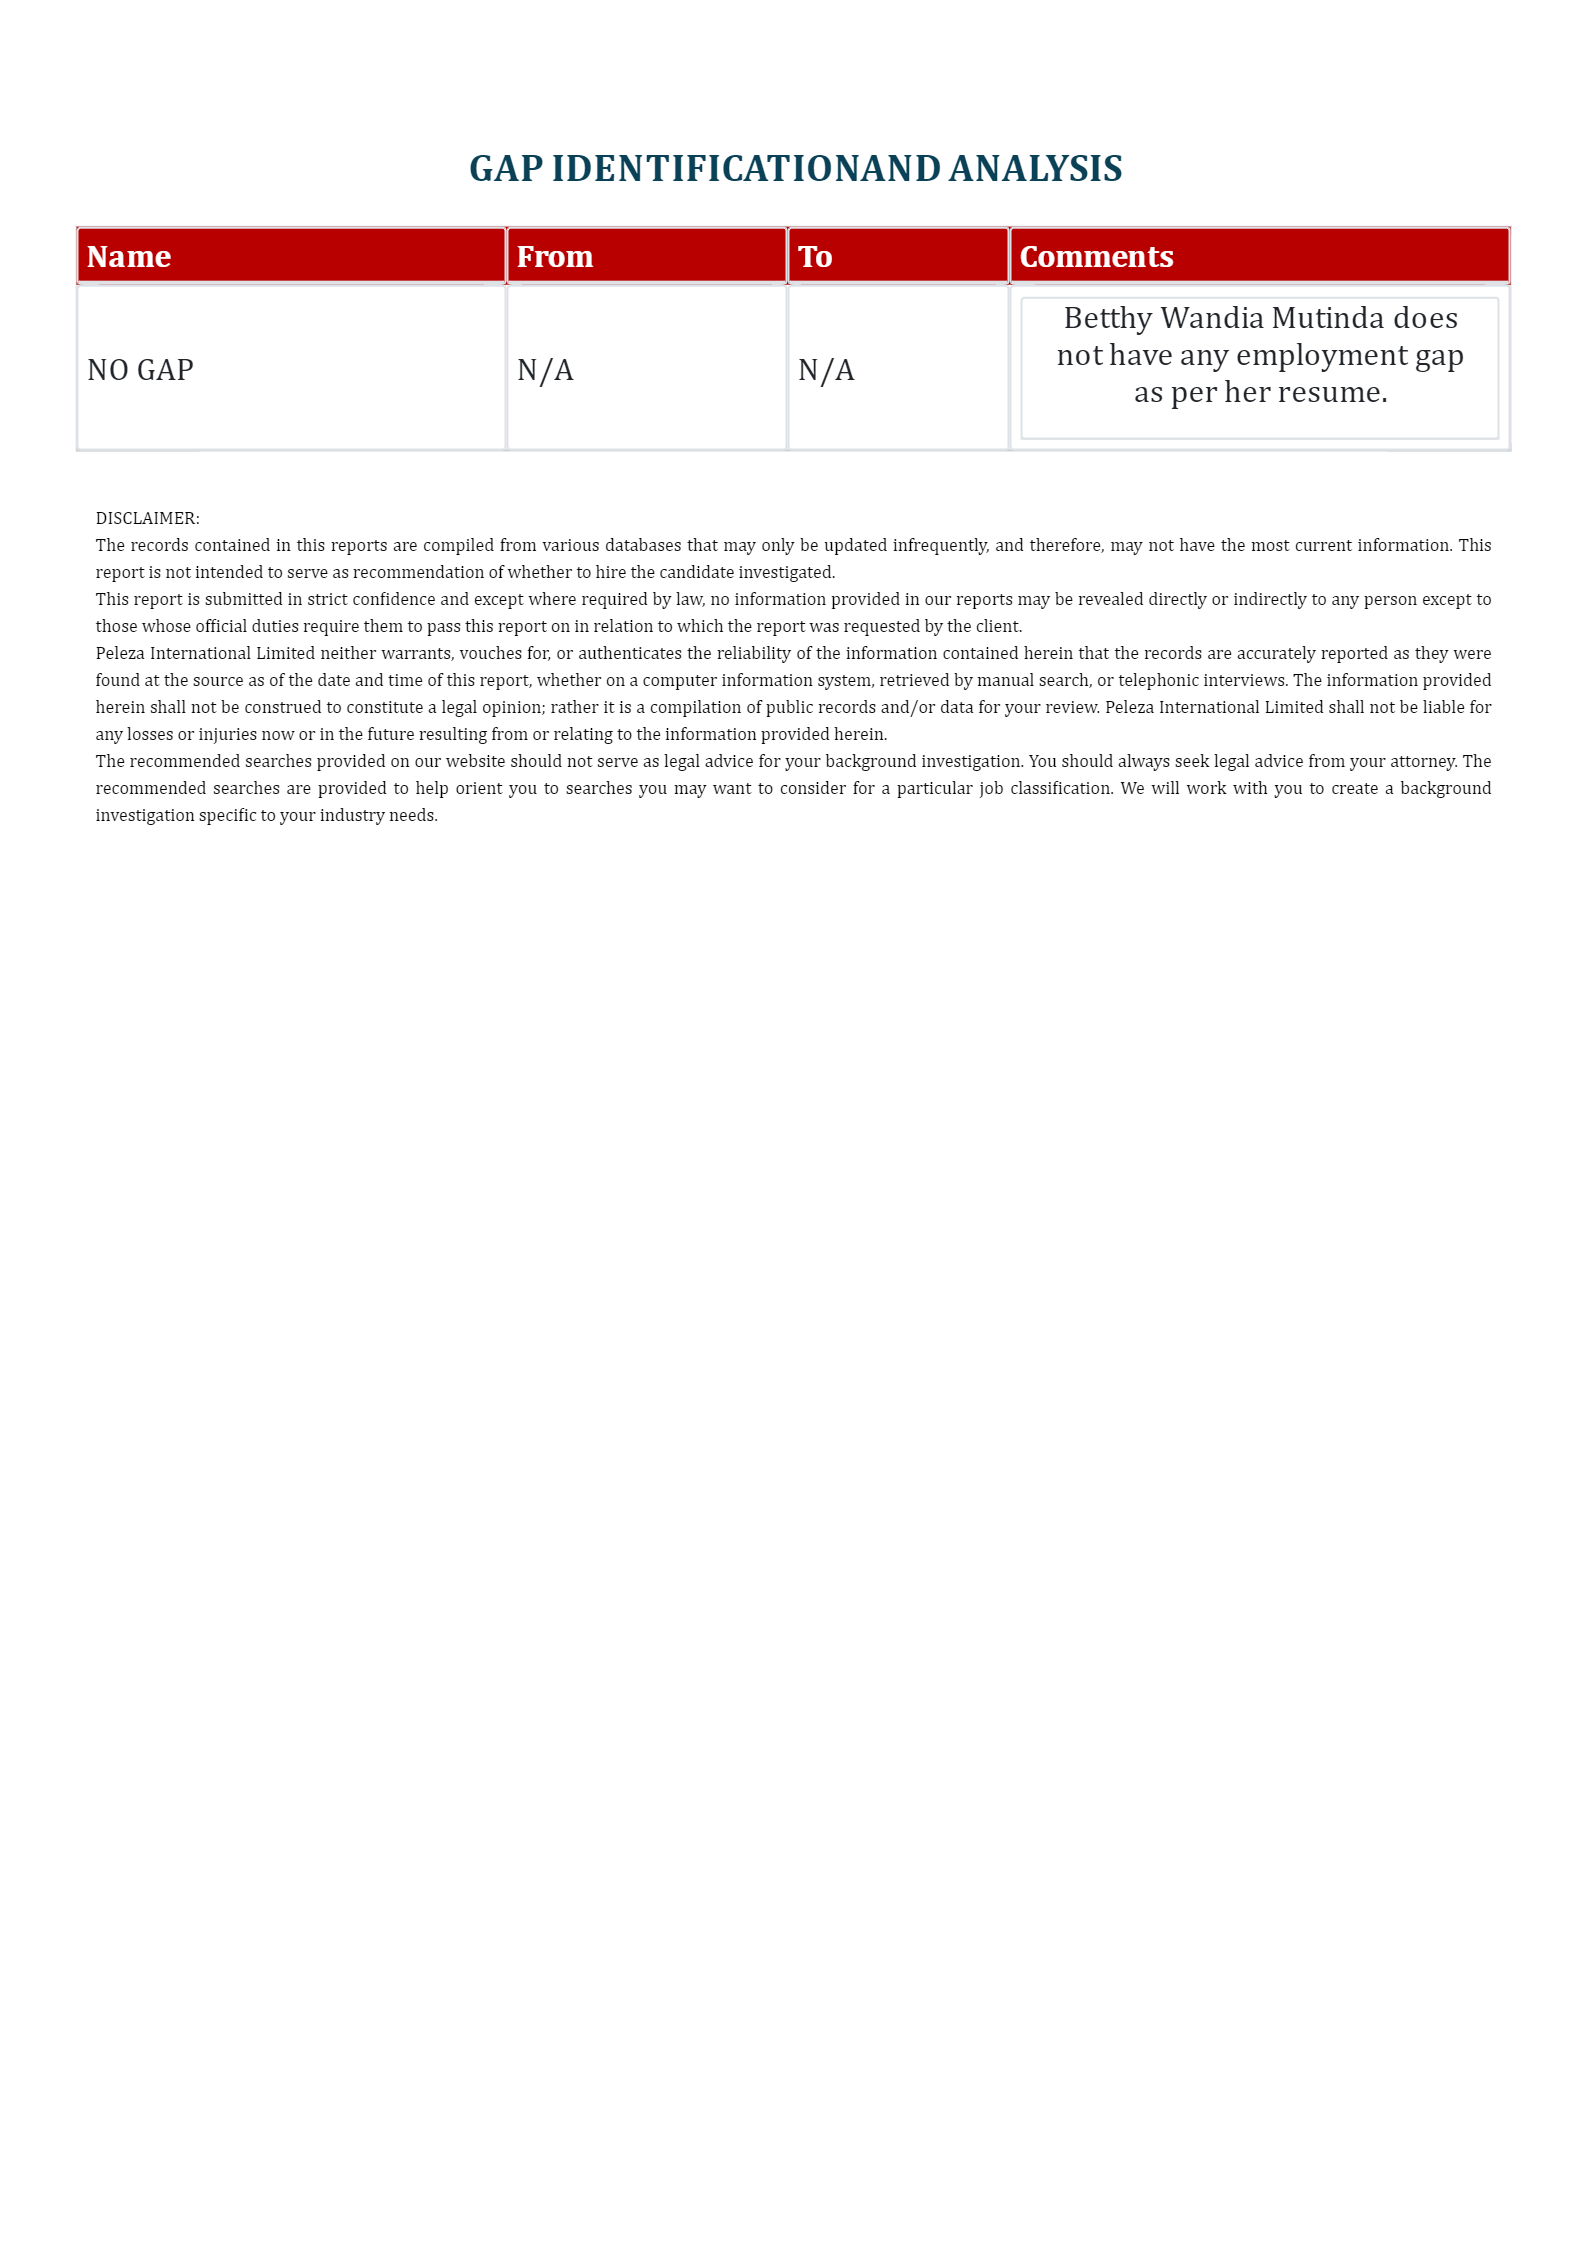 GAP IDENTIFICATIONAND ANALYSIS
Name From To Comments
NO GAP N/A N/A Betthy Wandia Mutinda does
not have any employment gap
as per her resume.
DISCLAIMER:
The records contained in this reports are compiled from various databases that may only be updated infrequently, and therefore, may not have the most current information. This
report is not intended to serve as recommendation of whether to hire the candidate investigated.
This report is submitted in strict confidence and except where required by law, no information provided in our reports may be revealed directly or indirectly to any person except to
those whose official duties require them to pass this report on in relation to which the report was requested by the client.
Peleza International Limited neither warrants, vouches for, or authenticates the reliability of the information contained herein that the records are accurately reported as they were
found at the source as of the date and time of this report, whether on a computer information system, retrieved by manual search, or telephonic interviews. The information provided
herein shall not be construed to constitute a legal opinion; rather it is a compilation of public records and/or data for your review. Peleza International Limited shall not be liable for
any losses or injuries now or in the future resulting from or relating to the information provided herein.
The recommended searches provided on our website should not serve as legal advice for your background investigation. You should always seek legal advice from your attorney. The
recommended searches are provided to help orient you to searches you may want to consider for a particular job classification. We will work with you to create a background
investigation specific to your industry needs.